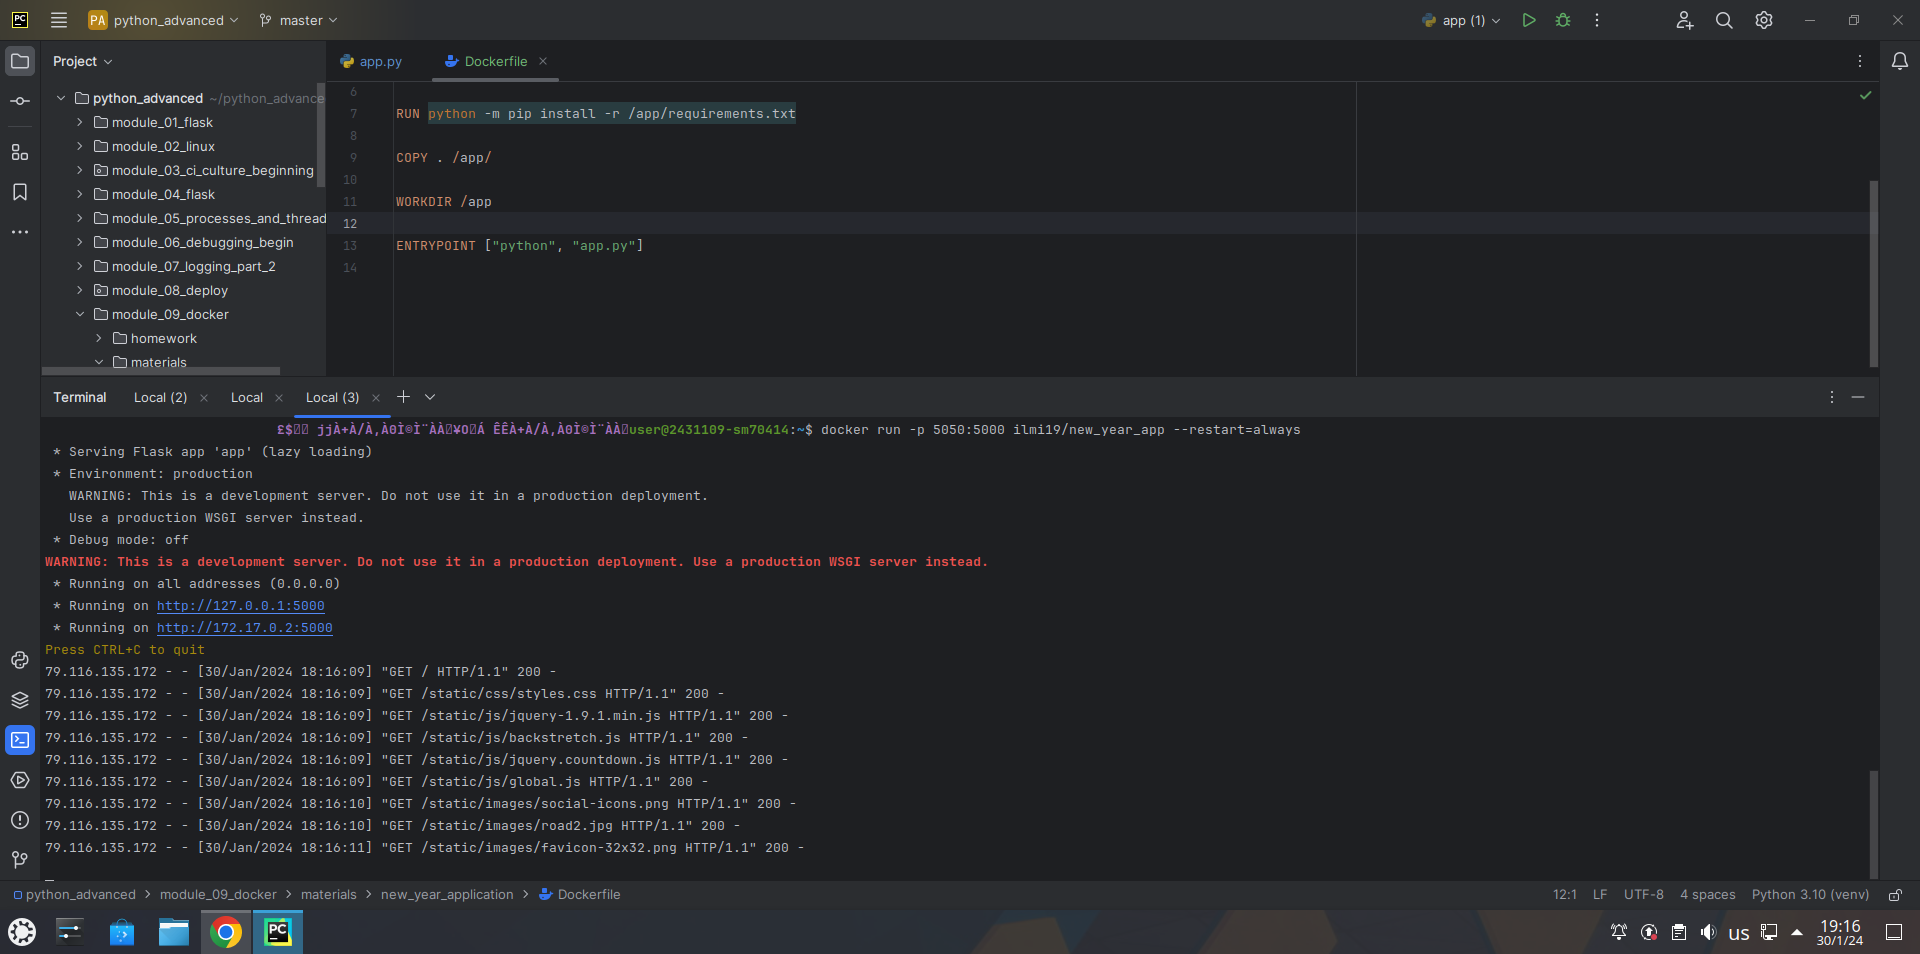 PC
PA python_advanced
master
app (1)
Project
app.py
Dockerfile
python_advanced ~/python_advance
module_01_flask
module_02_linux
module_03_ci_culture_beginning
module_04_flask
module_05_processes_and_thread
module_06_debugging_begin
module_07_logging_part_2
module_08_deploy
module_09_docker
homework
materials
6
7 RUN python -m pip install -r /app/requirements.txt
8
9 COPY . /app/
10
11 WORKDIR /app
12
13 ENTRYPOINT ["python", "app.py"]
14
Terminal Local (2) Local Local (3)
user@2431109-sm70414:~$ docker run -p 5050:5000 ilmi19/new_year_app --restart=always
* Serving Flask app 'app' (lazy loading)
* Environment: production
WARNING: This is a development server. Do not use it in a production deployment.
Use a production WSGI server instead.
* Debug mode: off
WARNING: This is a development server. Do not use it in a production deployment. Use a production WSGI server instead.
* Running on all addresses (0.0.0.0)
* Running on http://127.0.0.1:5000
* Running on http://172.17.0.2:5000
Press CTRL+C to quit
79.116.135.172 - - [30/Jan/2024 18:16:09] "GET / HTTP/1.1" 200 -
79.116.135.172 - - [30/Jan/2024 18:16:09] "GET /static/css/styles.css HTTP/1.1" 200 -
79.116.135.172 - - [30/Jan/2024 18:16:09] "GET /static/js/jquery-1.9.1.min.js HTTP/1.1" 200 -
79.116.135.172 - - [30/Jan/2024 18:16:09] "GET /static/js/backstretch.js HTTP/1.1" 200 -
79.116.135.172 - - [30/Jan/2024 18:16:09] "GET /static/js/jquery.countdown.js HTTP/1.1" 200 -
79.116.135.172 - - [30/Jan/2024 18:16:09] "GET /static/js/global.js HTTP/1.1" 200 -
79.116.135.172 - - [30/Jan/2024 18:16:10] "GET /static/images/social-icons.png HTTP/1.1" 200 -
79.116.135.172 - - [30/Jan/2024 18:16:10] "GET /static/images/road2.jpg HTTP/1.1" 200 -
79.116.135.172 - - [30/Jan/2024 18:16:11] "GET /static/images/favicon-32x32.png HTTP/1.1" 200 -
python_advanced > module_09_docker > materials > new_year_application > Dockerfile
12:1 LF UTF-8 4 spaces Python 3.10 (venv)
PC
us
19:16
30/1/24